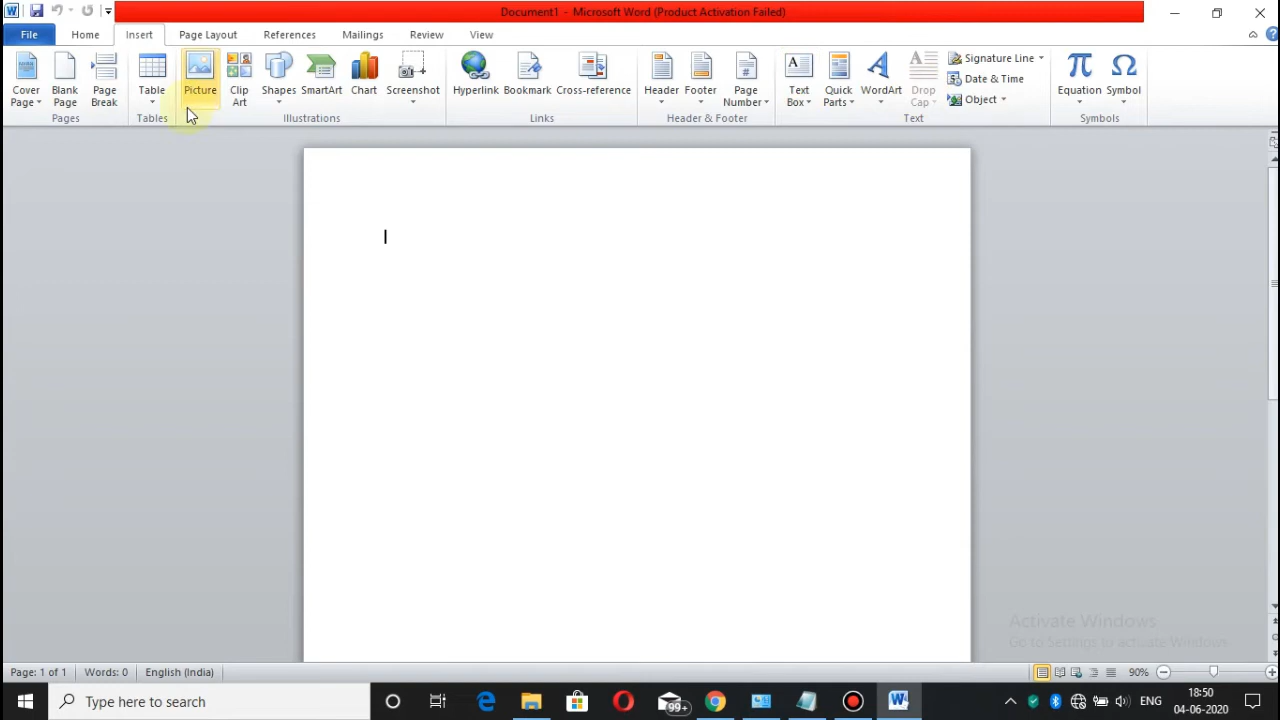 Document1 - Microsoft Word (Product Activation Failed)
File Home Insert Page Layout References Mailings Review View
Cover Page
Blank Page
Page Break
Table
Picture
Clip Art
Shapes
SmartArt
Chart
Screenshot
Hyperlink
Bookmark
Cross-reference
Header
Footer
Page Number
Text Box
Quick Parts
WordArt
Drop Cap
Signature Line
Date & Time
Object
Equation
Symbol
Pages Tables Illustrations Links Header & Footer Text Symbols
Activate Windows
Go to Settings to activate Windows.
Page: 1 of 1 Words: 0 English (India) 90%
Type here to search
99+
ENG
18:50
04-06-2020